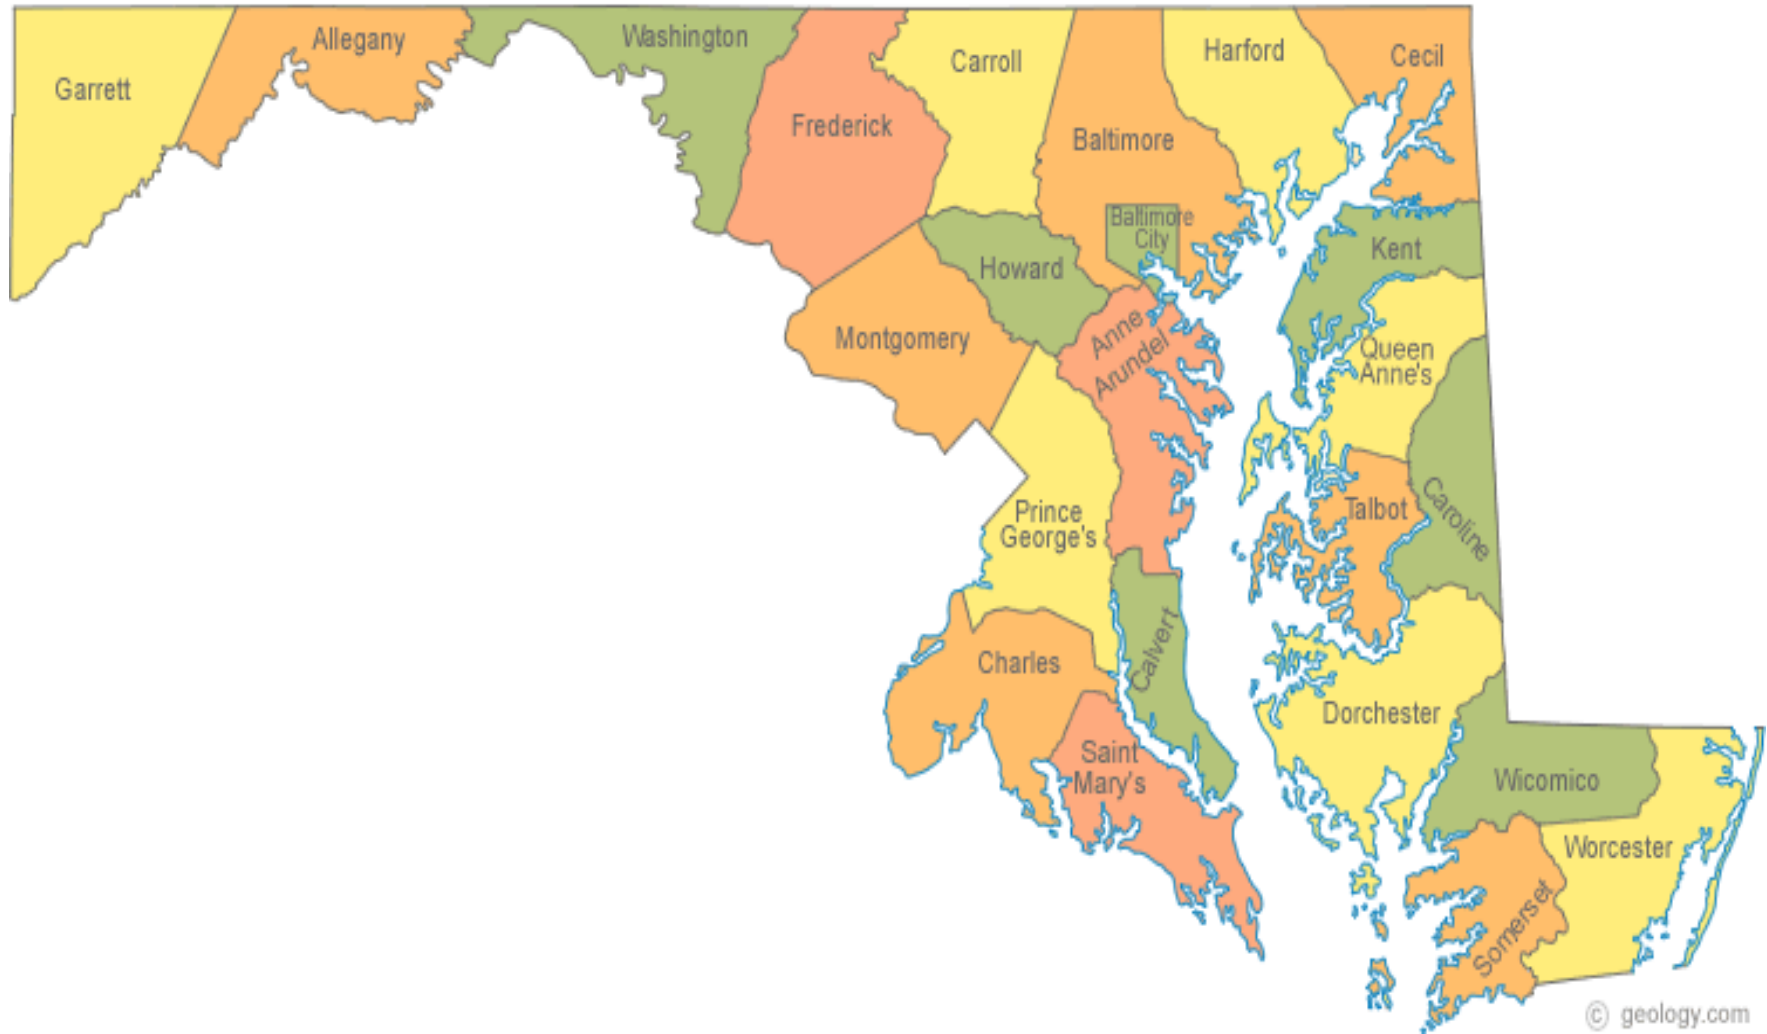 Garrett
Allegany
Washington
Frederick
Carroll
Baltimore
Harford
Cecil
Baltimore
City
Howard
Kent
Montgomery
Anne
Arundel
Queen
Anne's
Prince
George's
Talbot
Caroline
Charles
Calvert
Dorchester
Saint
Mary's
Wicomico
Worcester
Somerset
© geology.com